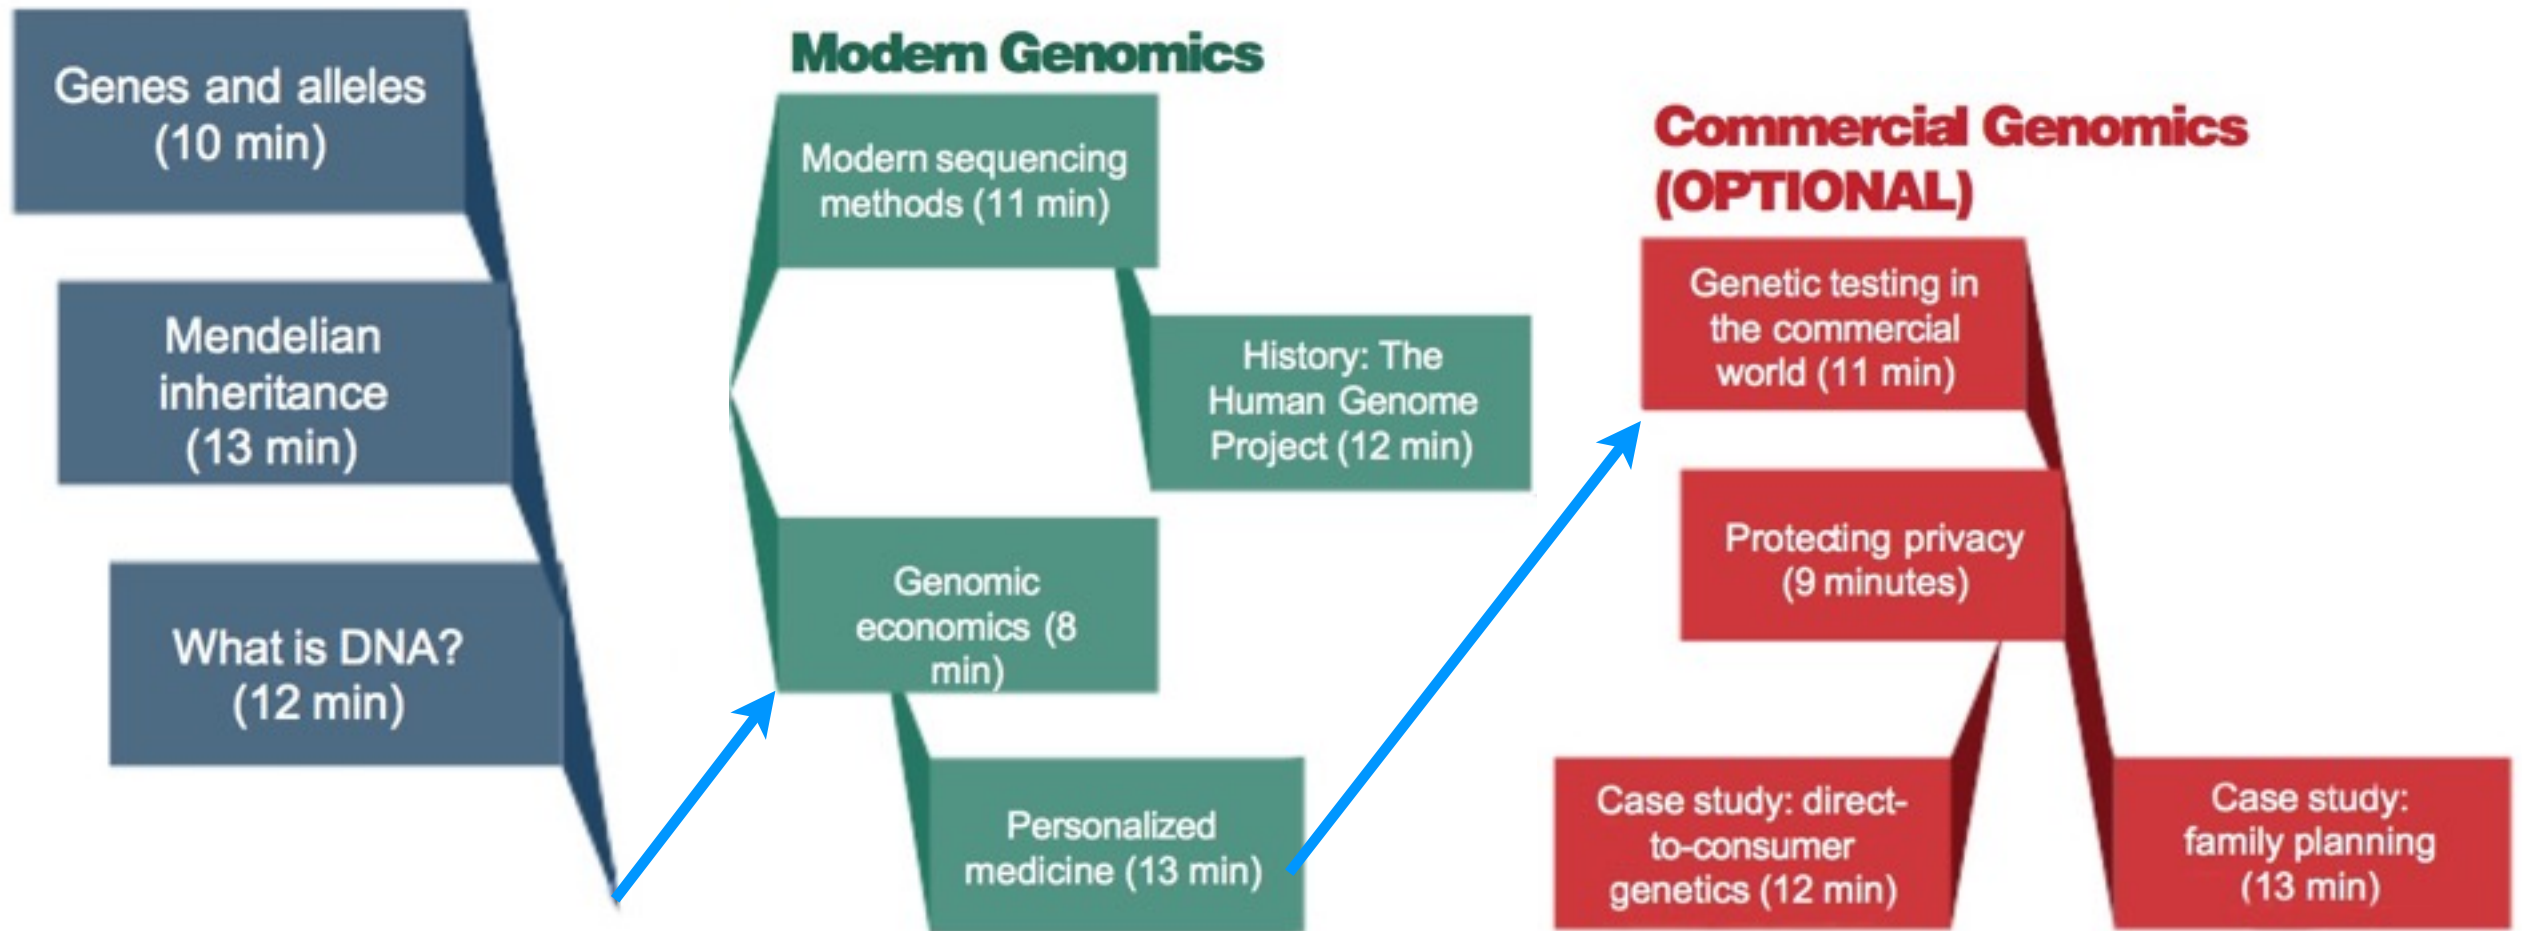 Genes and alleles
(10 min)
Mendelian
inheritance
(13 min)
What is DNA?
(12 min)
Modern Genomics
Modern sequencing
methods (11 min)
History: The
Human Genome
Project (12 min)
Genomic
economics (8
min)
Personalized
medicine (13 min)
Commercial Genomics
(OPTIONAL)
Genetic testing in
the commercial
world (11 min)
Protecting privacy
(9 minutes)
Case study: direct-
to-consumer
genetics (12 min)
Case study:
family planning
(13 min)